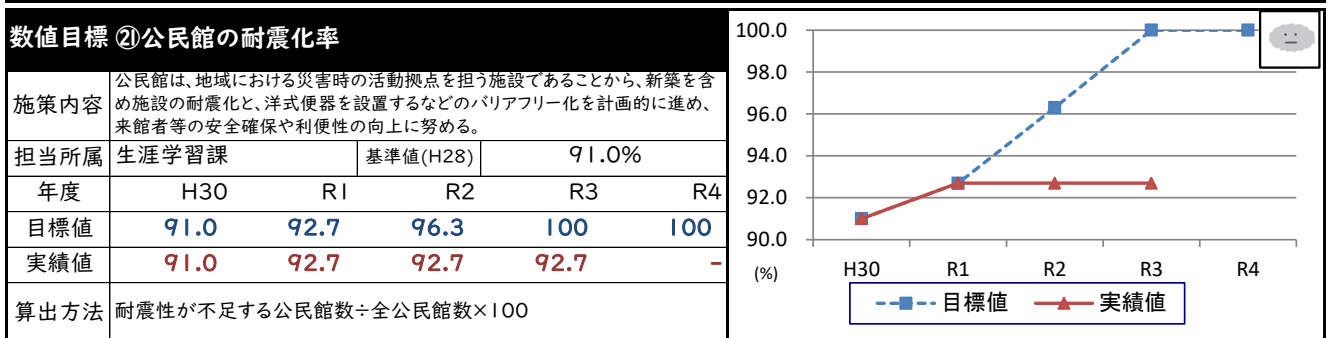 数値目標 ㉑公民館の耐震化率
施策内容
公民館は、地域における災害時の活動拠点を担う施設であることから、新築を含
め施設の耐震化と、洋式便器を設置するなどのバリアフリー化を計画的に進め、
来館者等の安全確保や利便性の向上に努める。
担当所属 生涯学習課 基準値(H28) 91.0%
年度 H30 R1 R2 R3 R4
目標値 91.0 92.7 96.3 100 100
実績値 91.0 92.7 92.7 92.7 -
算出方法 耐震性が不足する公民館数÷全公民館数×100
100.0
98.0
96.0
94.0
92.0
90.0
(%) H30 R1 R2 R3 R4
目標値 実績値